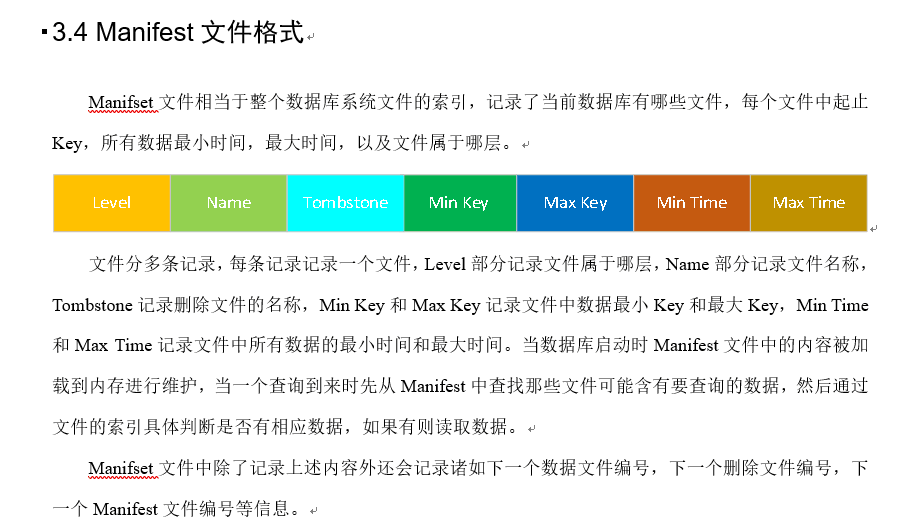 3.4 Manifest 文件格式
Manifset 文件相当于整个数据库系统文件的索引，记录了当前数据库有哪些文件，每个文件中起止
Key，所有数据最小时间，最大时间，以及文件属于哪层。
Level Name Tombstone Min Key Max Key Min Time Max Time
文件分多条记录，每条记录记录一个文件，Level 部分记录文件属于哪层，Name 部分记录文件名称，
Tombstone 记录删除文件的名称，Min Key 和 Max Key 记录文件中数据最小 Key 和最大 Key，Min Time
和 Max Time 记录文件中所有数据的最小时间和最大时间。当数据库启动时 Manifest 文件中的内容被加
载到内存进行维护，当一个查询到来时先从 Manifest 中查找那些文件可能含有要查询的数据，然后通过
文件的索引具体判断是否有相应数据，如果有则读取数据。
Manifset 文件中除了记录上述内容外还会记录诸如下一个数据文件编号，下一个删除文件编号，下
一个 Manifest 文件编号等信息。